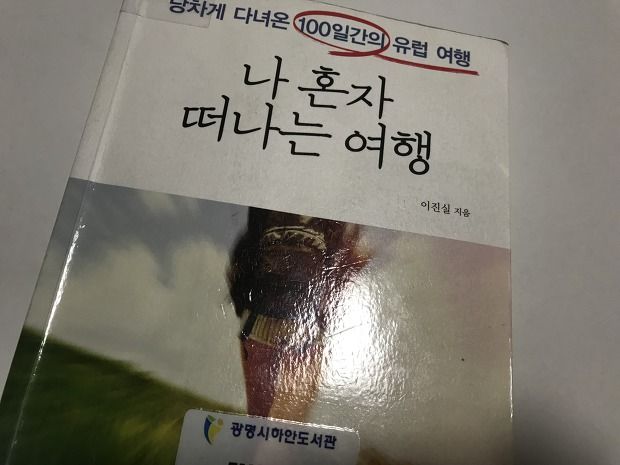 당차게 다녀온 100일간의 유럽 여행
나 혼자
떠나는 여행
이진실 지음
광명시하안도서관